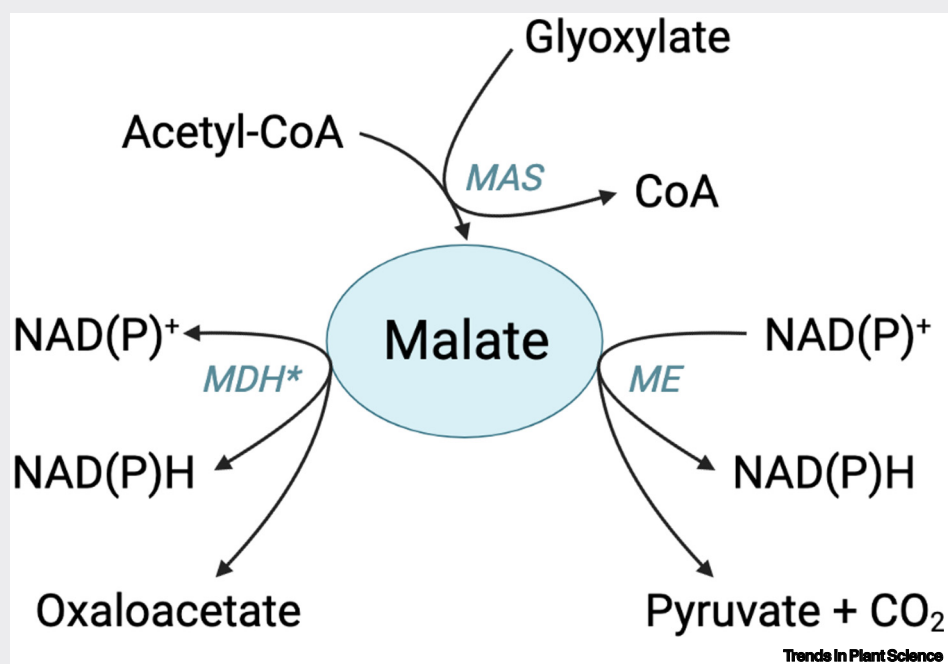 Glyoxylate
Acetyl-CoA
MAS
CoA
NAD(P)⁺
Malate
NAD(P)⁺
MDH*
ME
NAD(P)H
NAD(P)H
Oxaloacetate
Pyruvate + CO₂
Trends in Plant Science